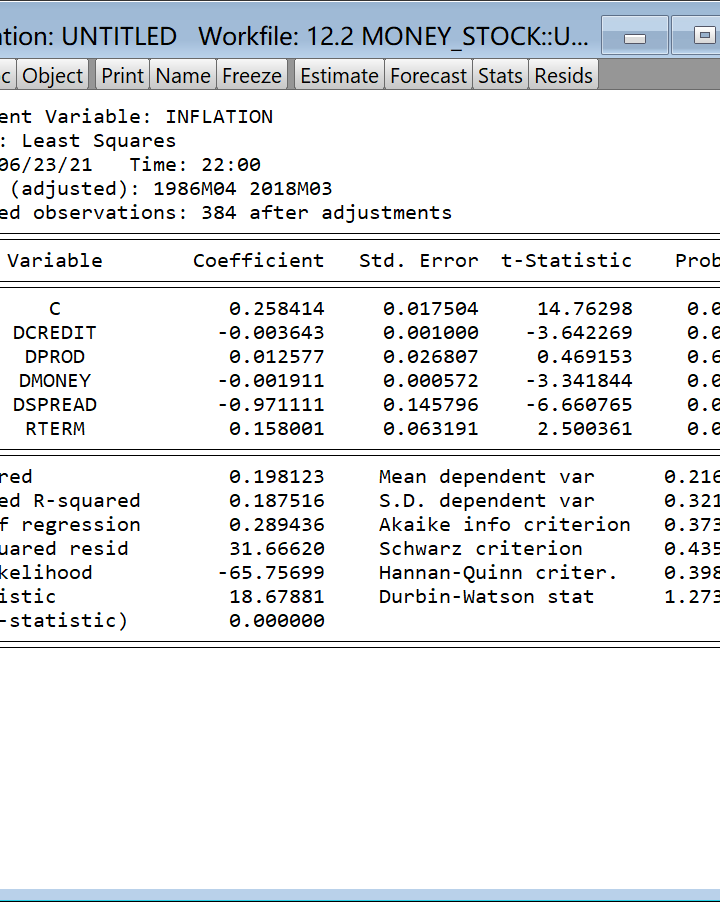 tion: UNTITLED Workfile: 12.2 MONEY_STOCK::U...
c Object Print Name Freeze Estimate Forecast Stats Resids
ent Variable: INFLATION
: Least Squares
06/23/21 Time: 22:00
(adjusted): 1986M04 2018M03
ed observations: 384 after adjustments
Variable Coefficient Std. Error t-Statistic Prob
C 0.258414 0.017504 14.76298 0.0
DCREDIT -0.003643 0.001000 -3.642269 0.0
DPROD 0.012577 0.026807 0.469153 0.6
DMONEY -0.001911 0.000572 -3.341844 0.0
DSPREAD -0.971111 0.145796 -6.660765 0.0
RTERM 0.158001 0.063191 2.500361 0.0
red 0.198123 Mean dependent var 0.216
ed R-squared 0.187516 S.D. dependent var 0.321
f regression 0.289436 Akaike info criterion 0.373
uared resid 31.66620 Schwarz criterion 0.435
kelihood -65.75699 Hannan-Quinn criter. 0.398
istic 18.67881 Durbin-Watson stat 1.273
-statistic) 0.000000